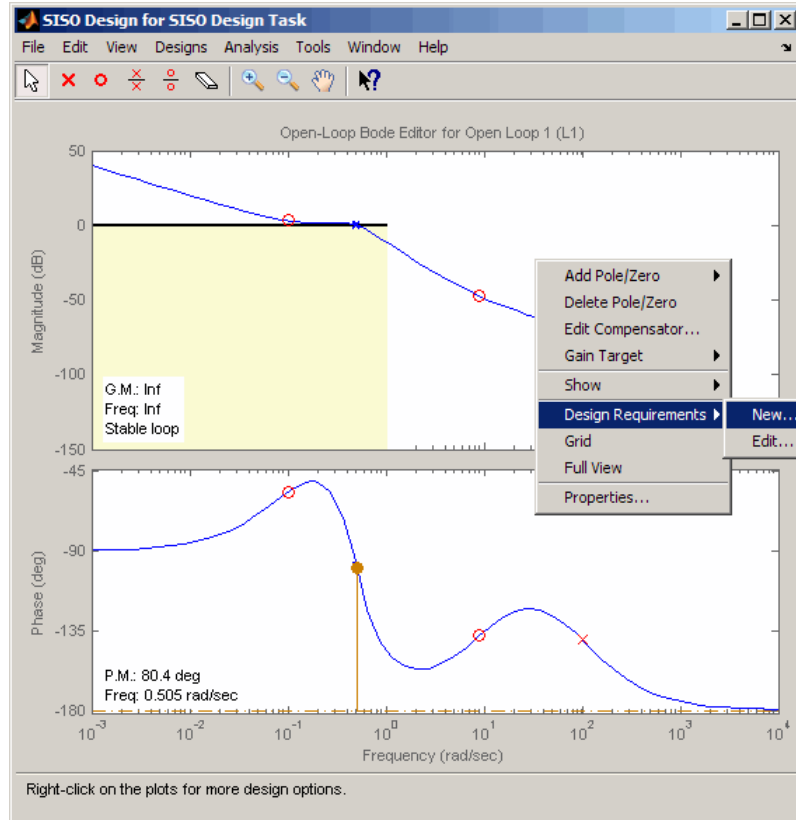 SISO Design for SISO Design Task
File Edit View Designs Analysis Tools Window Help
Open-Loop Bode Editor for Open Loop 1 (L1)
50
0
-50
-100
-150
Magnitude (dB)
G.M.: Inf
Freq: Inf
Stable loop
Add Pole/Zero
Delete Pole/Zero
Edit Compensator...
Gain Target
Show
Design Requirements
Grid
Full View
Properties...
New...
Edit...
-45
-90
-135
-180
Phase (deg)
P.M.: 80.4 deg
Freq: 0.505 rad/sec
10^-3 10^-2 10^-1 10^0 10^1 10^2 10^3 10^4
Frequency (rad/sec)
Right-click on the plots for more design options.